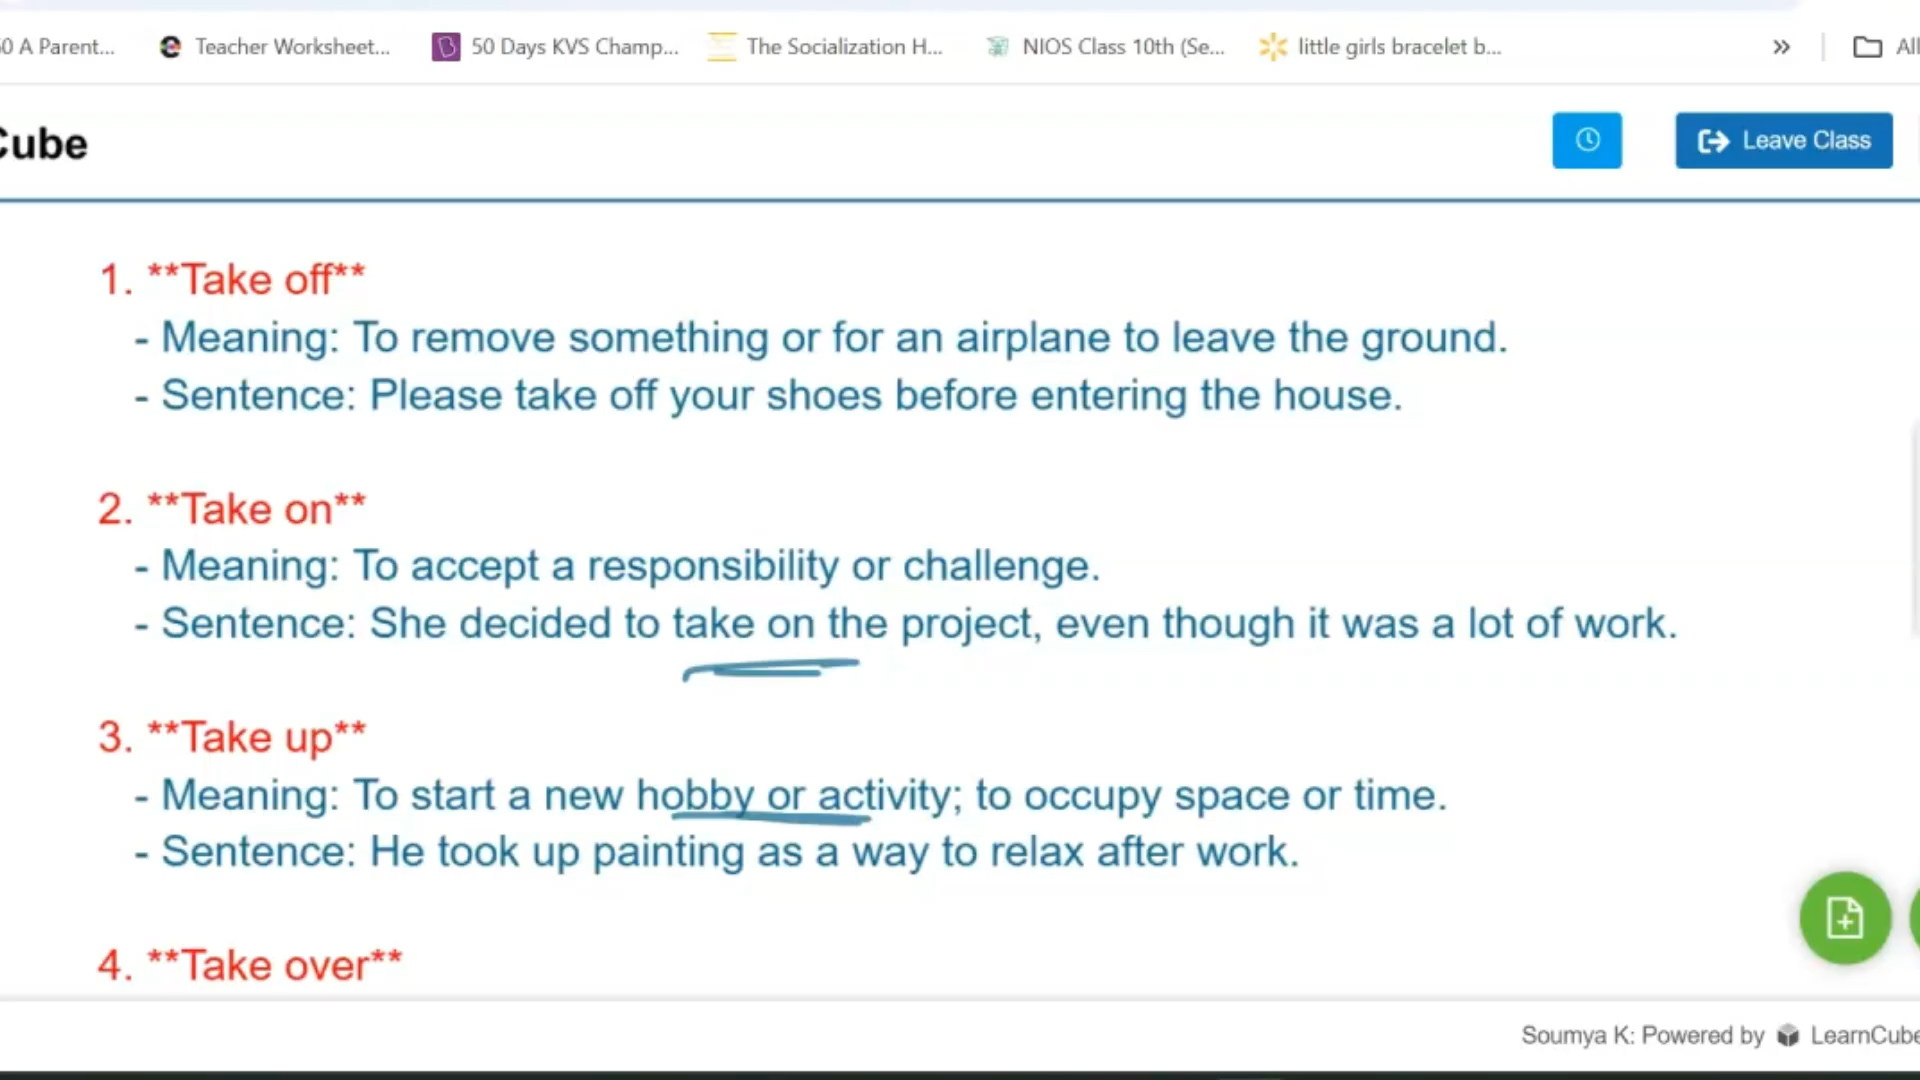 0 A Parent... Teacher Worksheet... 50 Days KVS Champ... The Socialization H... NIOS Class 10th (Se... little girls bracelet b... » All
Cube
Leave Class
1. **Take off**
- Meaning: To remove something or for an airplane to leave the ground.
- Sentence: Please take off your shoes before entering the house.
2. **Take on**
- Meaning: To accept a responsibility or challenge.
- Sentence: She decided to take on the project, even though it was a lot of work.
3. **Take up**
- Meaning: To start a new hobby or activity; to occupy space or time.
- Sentence: He took up painting as a way to relax after work.
4. **Take over**
Soumya K: Powered by LearnCube